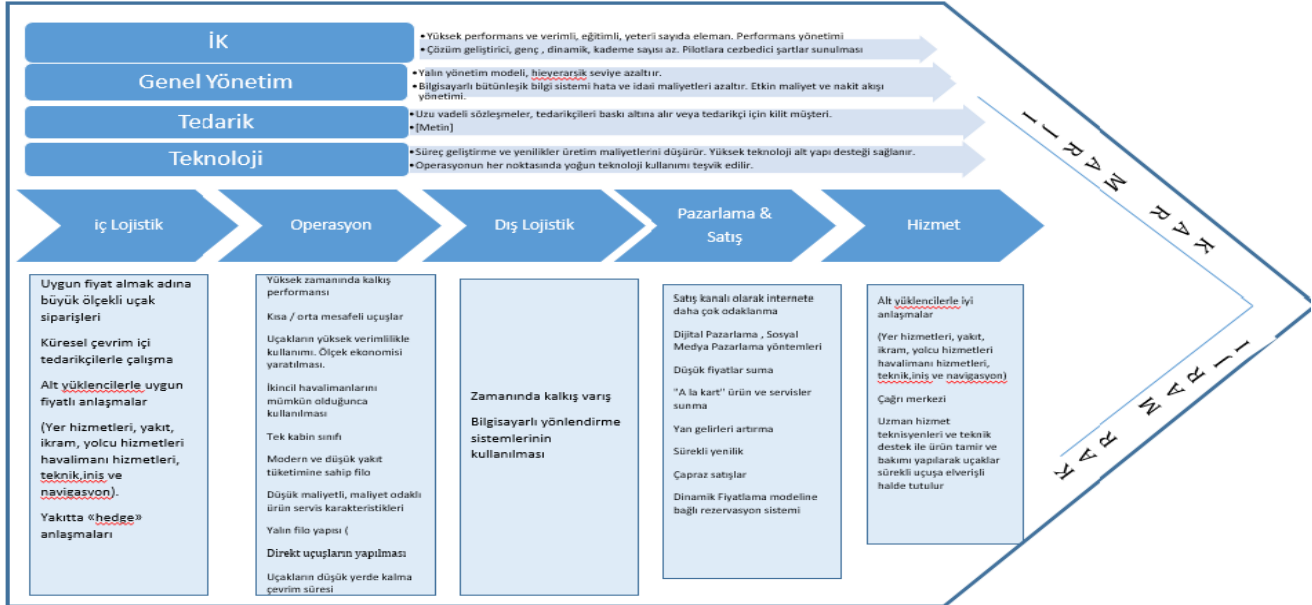 İK
•Yüksek performans ve verimli, eğitimli, yeterli sayıda eleman. Performans yönetimi
•Çözüm geliştirici, genç , dinamik, kademe sayısı az. Pilotlara cezbedici şartlar sunulması
Genel Yönetim
•Yalın yönetim modeli, hieyerarşik seviye azaltıır.
•Bilgisayarlı bütünleşik bilgi sistemi hata ve idari maliyetleri azaltır. Etkin maliyet ve nakit akışı
yönetimi.
Tedarik
•Uzu vadeli sözleşmeler, tedarikçileri baskı altına alır veya tedarikçi için kilit müşteri.
•[Metin]
Teknoloji
•Süreç geliştirme ve yenilikler üretim maliyetlerini düşürür. Yüksek teknoloji alt yapı desteği sağlanır.
•Operasyonun her noktasında yoğun teknoloji kullanımı teşvik edilir.
KAR MARJI
iç Lojistik
Operasyon
Dış Lojistik
Pazarlama &
Satış
Hizmet
Uygun fiyat almak adına
büyük ölçekli uçak
siparişleri
Küresel çevrim içi
tedarikçilerle çalışma
Alt yüklencilerle uygun
fiyatlı anlaşmalar
(Yer hizmetleri, yakıt,
ikram, yolcu hizmetleri
havalimanı hizmetleri,
teknik,iniş ve
navigasyon).
Yakıtta «hedge»
anlaşmaları
Yüksek zamanında kalkış
performansı
Kısa / orta mesafeli uçuşlar
Uçakların yüksek verimlilikle
kullanımı. Ölçek ekonomisi
yaratılması.
İkincil havalimanlarını
mümkün olduğunca
kullanılması
Tek kabin sınıfı
Modern ve düşük yakıt
tüketimine sahip filo
Düşük maliyetli, maliyet odaklı
ürün servis karakteristikleri
Yalın filo yapısı (
Direkt uçuşların yapılması
Uçakların düşük yerde kalma
çevrim süresi
Zamanında kalkış varış
Bilgisayarlı yönlendirme
sistemlerinin
kullanılması
Satış kanalı olarak internete
daha çok odaklanma
Dijital Pazarlama , Sosyal
Medya Pazarlama yöntemleri
Düşük fiyatlar suma
"A la kart" ürün ve servisler
sunma
Yan gelirleri artırma
Sürekli yenilik
Çapraz satışlar
Dinamik Fiyatlama modeline
bağlı rezervasyon sistemi
Alt yüklencilerle iyi
anlaşmalar
(Yer hizmetleri, yakıt,
ikram, yolcu hizmetleri
havalimanı hizmetleri,
teknik,iniş ve navigasyon)
Çağrı merkezi
Uzman hizmet
teknisyenleri ve teknik
destek ile ürün tamir ve
bakımı yapılarak uçaklar
sürekli uçuşa elverişli
halde tutulur
KAR MARJI